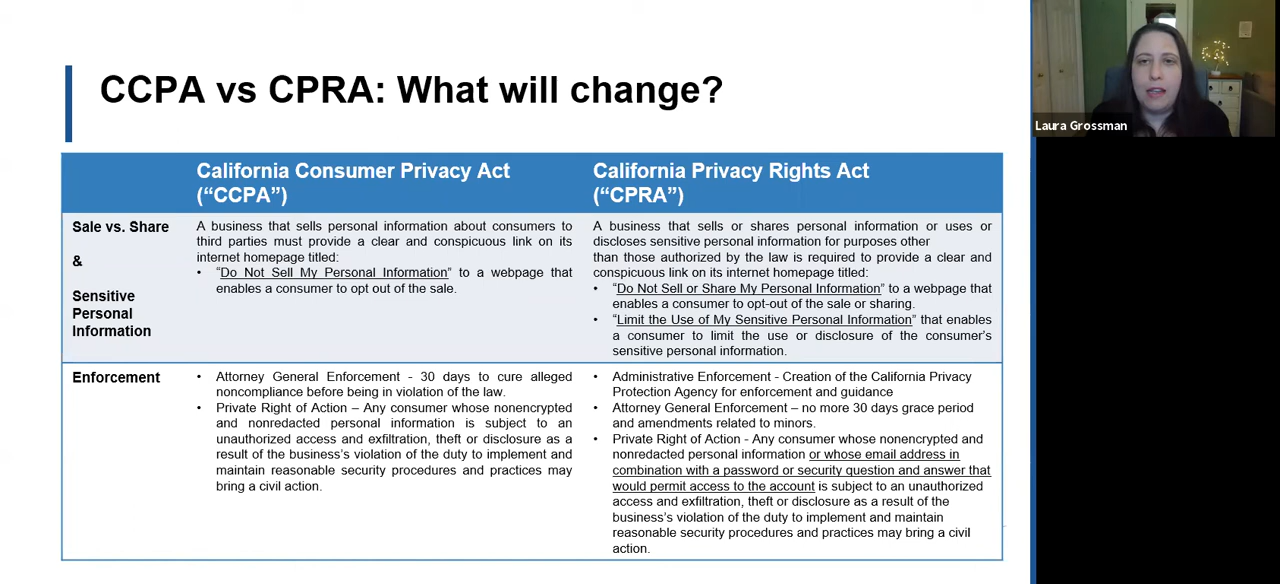 CCPA vs CPRA: What will change?
Laura Grossman
California Consumer Privacy Act
(“CCPA”)
California Privacy Rights Act
(“CPRA”)
Sale vs. Share
&
Sensitive
Personal
Information
A business that sells personal information about consumers to
third parties must provide a clear and conspicuous link on its
internet homepage titled:
• “Do Not Sell My Personal Information” to a webpage that
enables a consumer to opt out of the sale.
A business that sells or shares personal information or uses or
discloses sensitive personal information for purposes other
than those authorized by the law is required to provide a clear and
conspicuous link on its internet homepage titled:
• “Do Not Sell or Share My Personal Information” to a webpage that
enables a consumer to opt-out of the sale or sharing.
• “Limit the Use of My Sensitive Personal Information” that enables
a consumer to limit the use or disclosure of the consumer’s
sensitive personal information.
Enforcement
• Attorney General Enforcement - 30 days to cure alleged
noncompliance before being in violation of the law.
• Private Right of Action – Any consumer whose nonencrypted
and nonredacted personal information is subject to an
unauthorized access and exfiltration, theft or disclosure as a
result of the business’s violation of the duty to implement and
maintain reasonable security procedures and practices may
bring a civil action.
• Administrative Enforcement - Creation of the California Privacy
Protection Agency for enforcement and guidance
• Attorney General Enforcement – no more 30 days grace period
and amendments related to minors.
• Private Right of Action - Any consumer whose nonencrypted and
nonredacted personal information or whose email address in
combination with a password or security question and answer that
would permit access to the account is subject to an unauthorized
access and exfiltration, theft or disclosure as a result of the
business’s violation of the duty to implement and maintain
reasonable security procedures and practices may bring a civil
action.